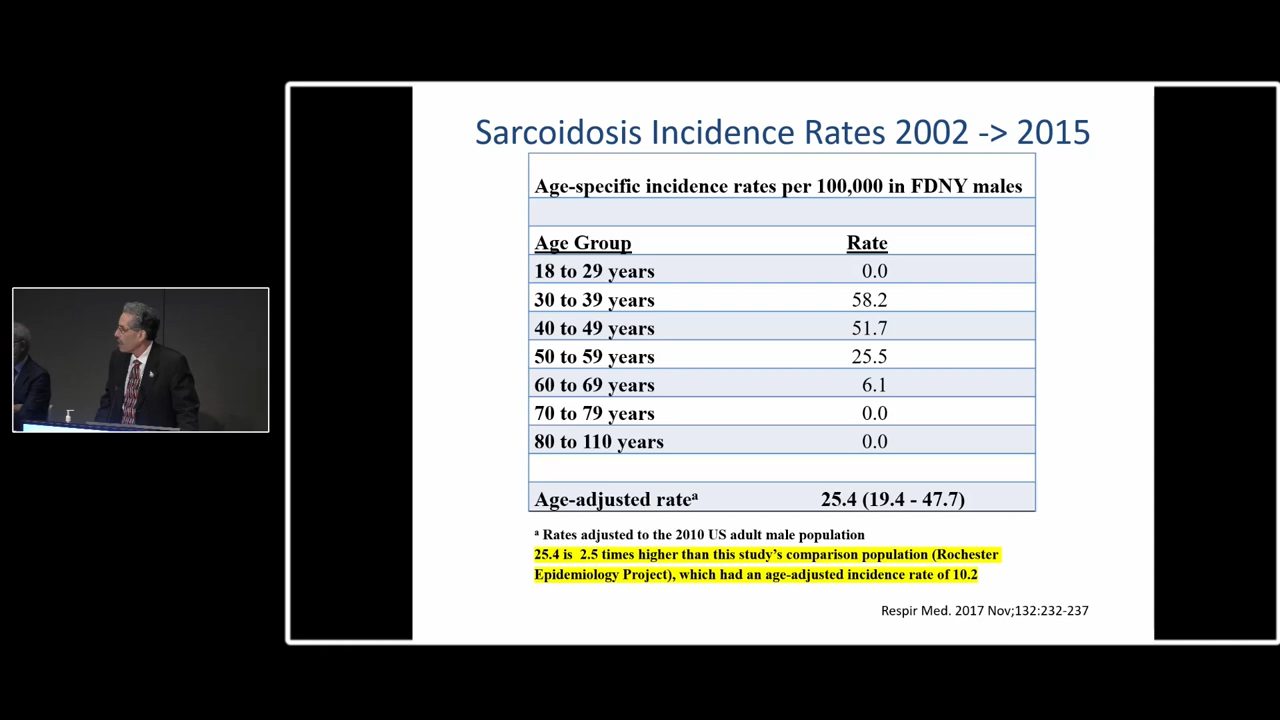 Sarcoidosis Incidence Rates 2002 -> 2015
Age-specific incidence rates per 100,000 in FDNY males
Age Group Rate
18 to 29 years 0.0
30 to 39 years 58.2
40 to 49 years 51.7
50 to 59 years 25.5
60 to 69 years 6.1
70 to 79 years 0.0
80 to 110 years 0.0
Age-adjusted rateᵃ 25.4 (19.4 - 47.7)
ᵃ Rates adjusted to the 2010 US adult male population
25.4 is 2.5 times higher than this study's comparison population (Rochester
Epidemiology Project), which had an age-adjusted incidence rate of 10.2
Respir Med. 2017 Nov;132:232-237